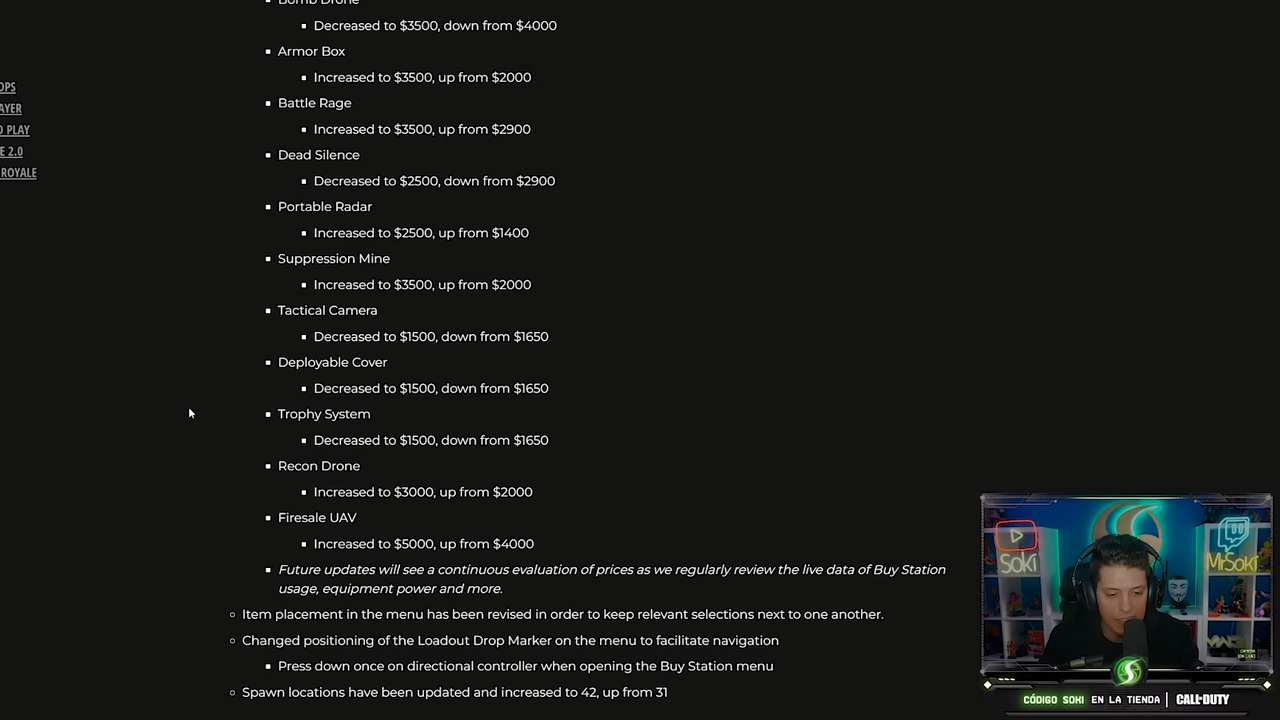 Bomb Drone
Decreased to $3500, down from $4000
Armor Box
Increased to $3500, up from $2000
Battle Rage
Increased to $3500, up from $2900
Dead Silence
Decreased to $2500, down from $2900
Portable Radar
Increased to $2500, up from $1400
Suppression Mine
Increased to $3500, up from $2000
Tactical Camera
Decreased to $1500, down from $1650
Deployable Cover
Decreased to $1500, down from $1650
Trophy System
Decreased to $1500, down from $1650
Recon Drone
Increased to $3000, up from $2000
Firesale UAV
Increased to $5000, up from $4000
Future updates will see a continuous evaluation of prices as we regularly review the live data of Buy Station
usage, equipment power and more.
Item placement in the menu has been revised in order to keep relevant selections next to one another.
Changed positioning of the Loadout Drop Marker on the menu to facilitate navigation
Press down once on directional controller when opening the Buy Station menu
Spawn locations have been updated and increased to 42, up from 31
OPS
AYER
O PLAY
E 2.0
ROYALE
Soki
MrSoki
CÓDIGO SOKI EN LA TIENDA | CALL OF DUTY